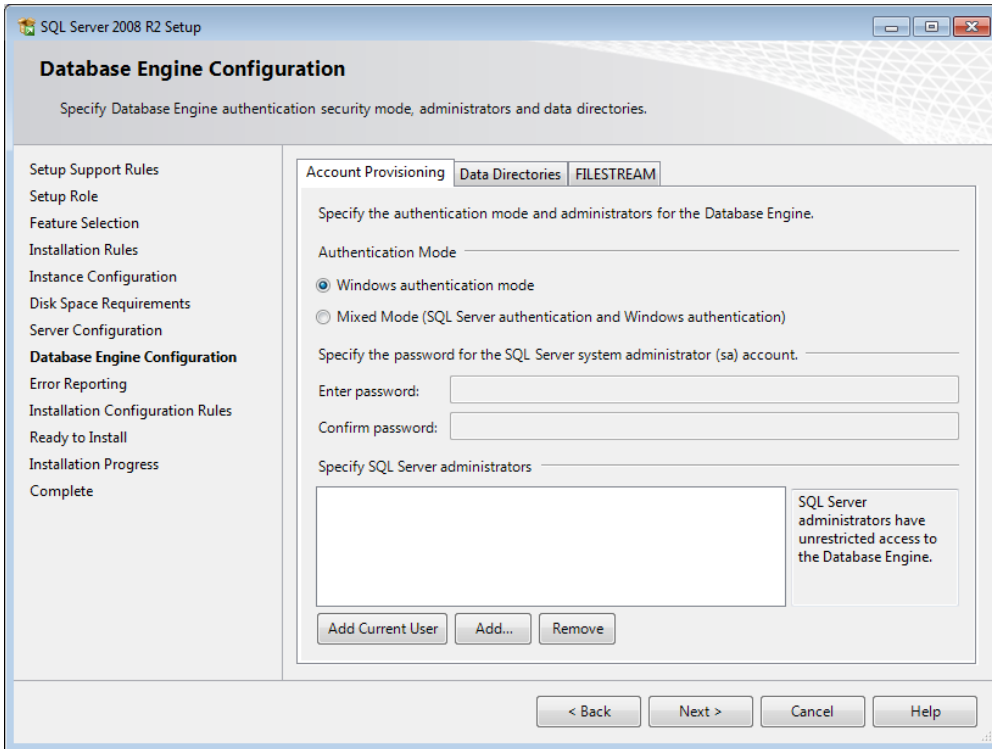 SQL Server 2008 R2 Setup
Database Engine Configuration
Specify Database Engine authentication security mode, administrators and data directories.
Setup Support Rules
Setup Role
Feature Selection
Installation Rules
Instance Configuration
Disk Space Requirements
Server Configuration
Database Engine Configuration
Error Reporting
Installation Configuration Rules
Ready to Install
Installation Progress
Complete
Account Provisioning
Data Directories
FILESTREAM
Specify the authentication mode and administrators for the Database Engine.
Authentication Mode
Windows authentication mode
Mixed Mode (SQL Server authentication and Windows authentication)
Specify the password for the SQL Server system administrator (sa) account.
Enter password:
Confirm password:
Specify SQL Server administrators
SQL Server
administrators have
unrestricted access to
the Database Engine.
Add Current User
Add...
Remove
< Back
Next >
Cancel
Help